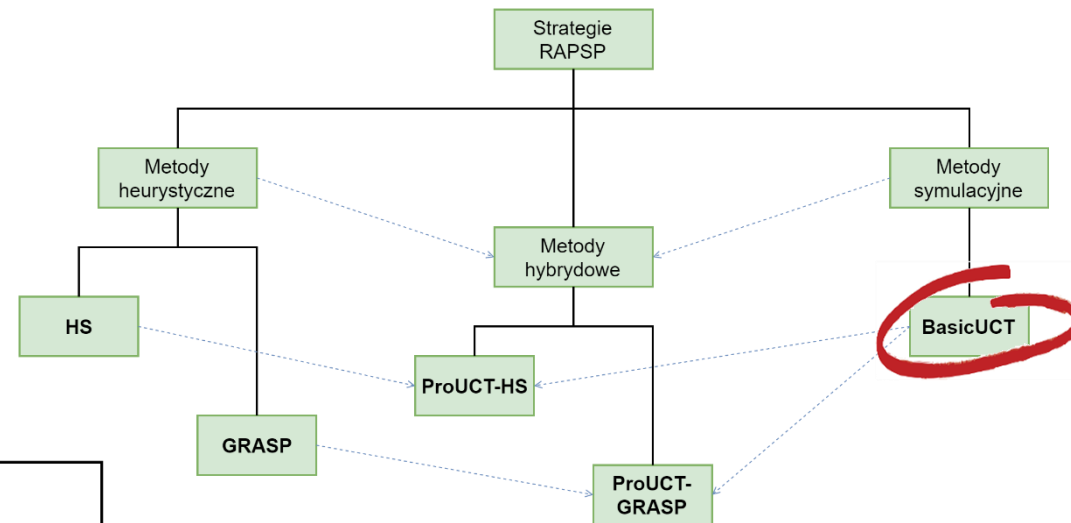 Strategie
RAPSP
Metody
heurystyczne
Metody
symulacyjne
Metody
hybrydowe
HS
BasicUCT
ProUCT-HS
GRASP
ProUCT-
GRASP